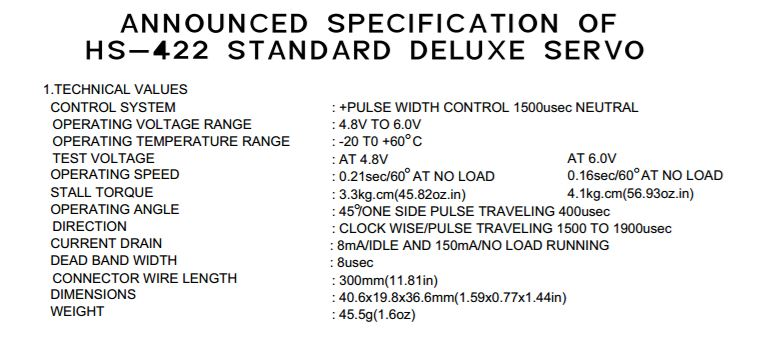 ANNOUNCED SPECIFICATION OF
HS-422 STANDARD DELUXE SERVO
1.TECHNICAL VALUES
CONTROL SYSTEM : +PULSE WIDTH CONTROL 1500usec NEUTRAL
OPERATING VOLTAGE RANGE : 4.8V TO 6.0V
OPERATING TEMPERATURE RANGE : -20 T0 +60°C
TEST VOLTAGE : AT 4.8V AT 6.0V
OPERATING SPEED : 0.21sec/60° AT NO LOAD 0.16sec/60° AT NO LOAD
STALL TORQUE : 3.3kg.cm(45.82oz.in) 4.1kg.cm(56.93oz.in)
OPERATING ANGLE : 45°/ONE SIDE PULSE TRAVELING 400usec
DIRECTION : CLOCK WISE/PULSE TRAVELING 1500 TO 1900usec
CURRENT DRAIN : 8mA/IDLE AND 150mA/NO LOAD RUNNING
DEAD BAND WIDTH : 8usec
CONNECTOR WIRE LENGTH : 300mm(11.81in)
DIMENSIONS : 40.6x19.8x36.6mm(1.59x0.77x1.44in)
WEIGHT : 45.5g(1.6oz)